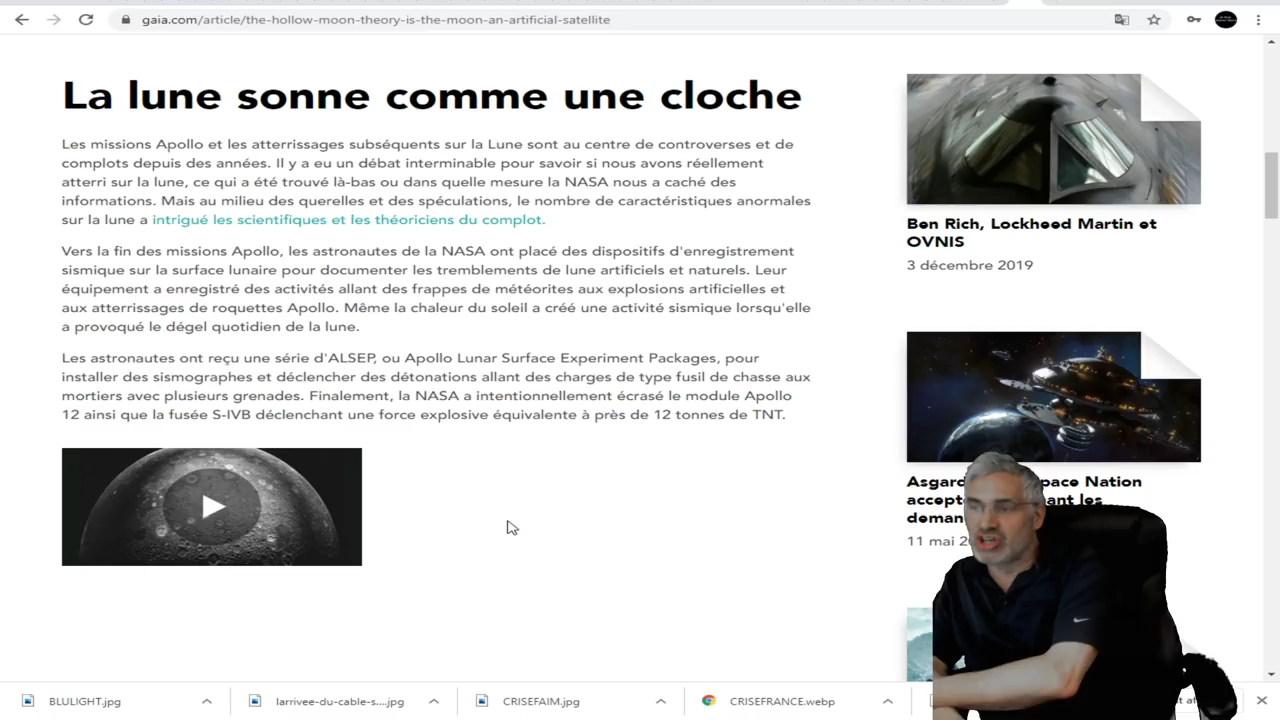 gaia.com/article/the-hollow-moon-theory-is-the-moon-an-artificial-satellite
La lune sonne comme une cloche
Les missions Apollo et les atterrissages subséquents sur la Lune sont au centre de controverses et de
complots depuis des années. Il y a eu un débat interminable pour savoir si nous avons réellement
atterri sur la lune, ce qui a été trouvé là-bas ou dans quelle mesure la NASA nous a caché des
informations. Mais au milieu des querelles et des spéculations, le nombre de caractéristiques anormales
sur la lune a intrigué les scientifiques et les théoriciens du complot.
Vers la fin des missions Apollo, les astronautes de la NASA ont placé des dispositifs d'enregistrement
sismique sur la surface lunaire pour documenter les tremblements de lune artificiels et naturels. Leur
équipement a enregistré des activités allant des frappes de météorites aux explosions artificielles et
aux atterrissages de roquettes Apollo. Même la chaleur du soleil a créé une activité sismique lorsqu'elle
a provoqué le dégel quotidien de la lune.
Les astronautes ont reçu une série d'ALSEP, ou Apollo Lunar Surface Experiment Packages, pour
installer des sismographes et déclencher des détonations allant des charges de type fusil de chasse aux
mortiers avec plusieurs grenades. Finalement, la NASA a intentionnellement écrasé le module Apollo
12 ainsi que la fusée S-IVB déclenchant une force explosive équivalente à près de 12 tonnes de TNT.
Ben Rich, Lockheed Martin et
OVNIS
3 décembre 2019
Nation
les
11 mai
BLULIGHT.jpg
larrivee-du-cable-s....jpg
CRISEFAIM.jpg
CRISEFRANCE.webp